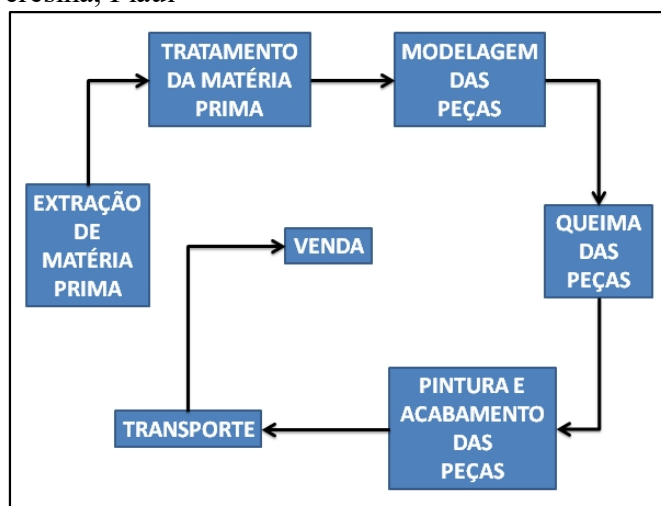 EXTRAÇÃO
DE
MATÉRIA
PRIMA
TRATAMENTO
DA MATÉRIA
PRIMA
MODELAGEM
DAS
PEÇAS
QUEIMA
DAS
PEÇAS
PINTURA E
ACABAMENTO
DAS
PEÇAS
TRANSPORTE
VENDA